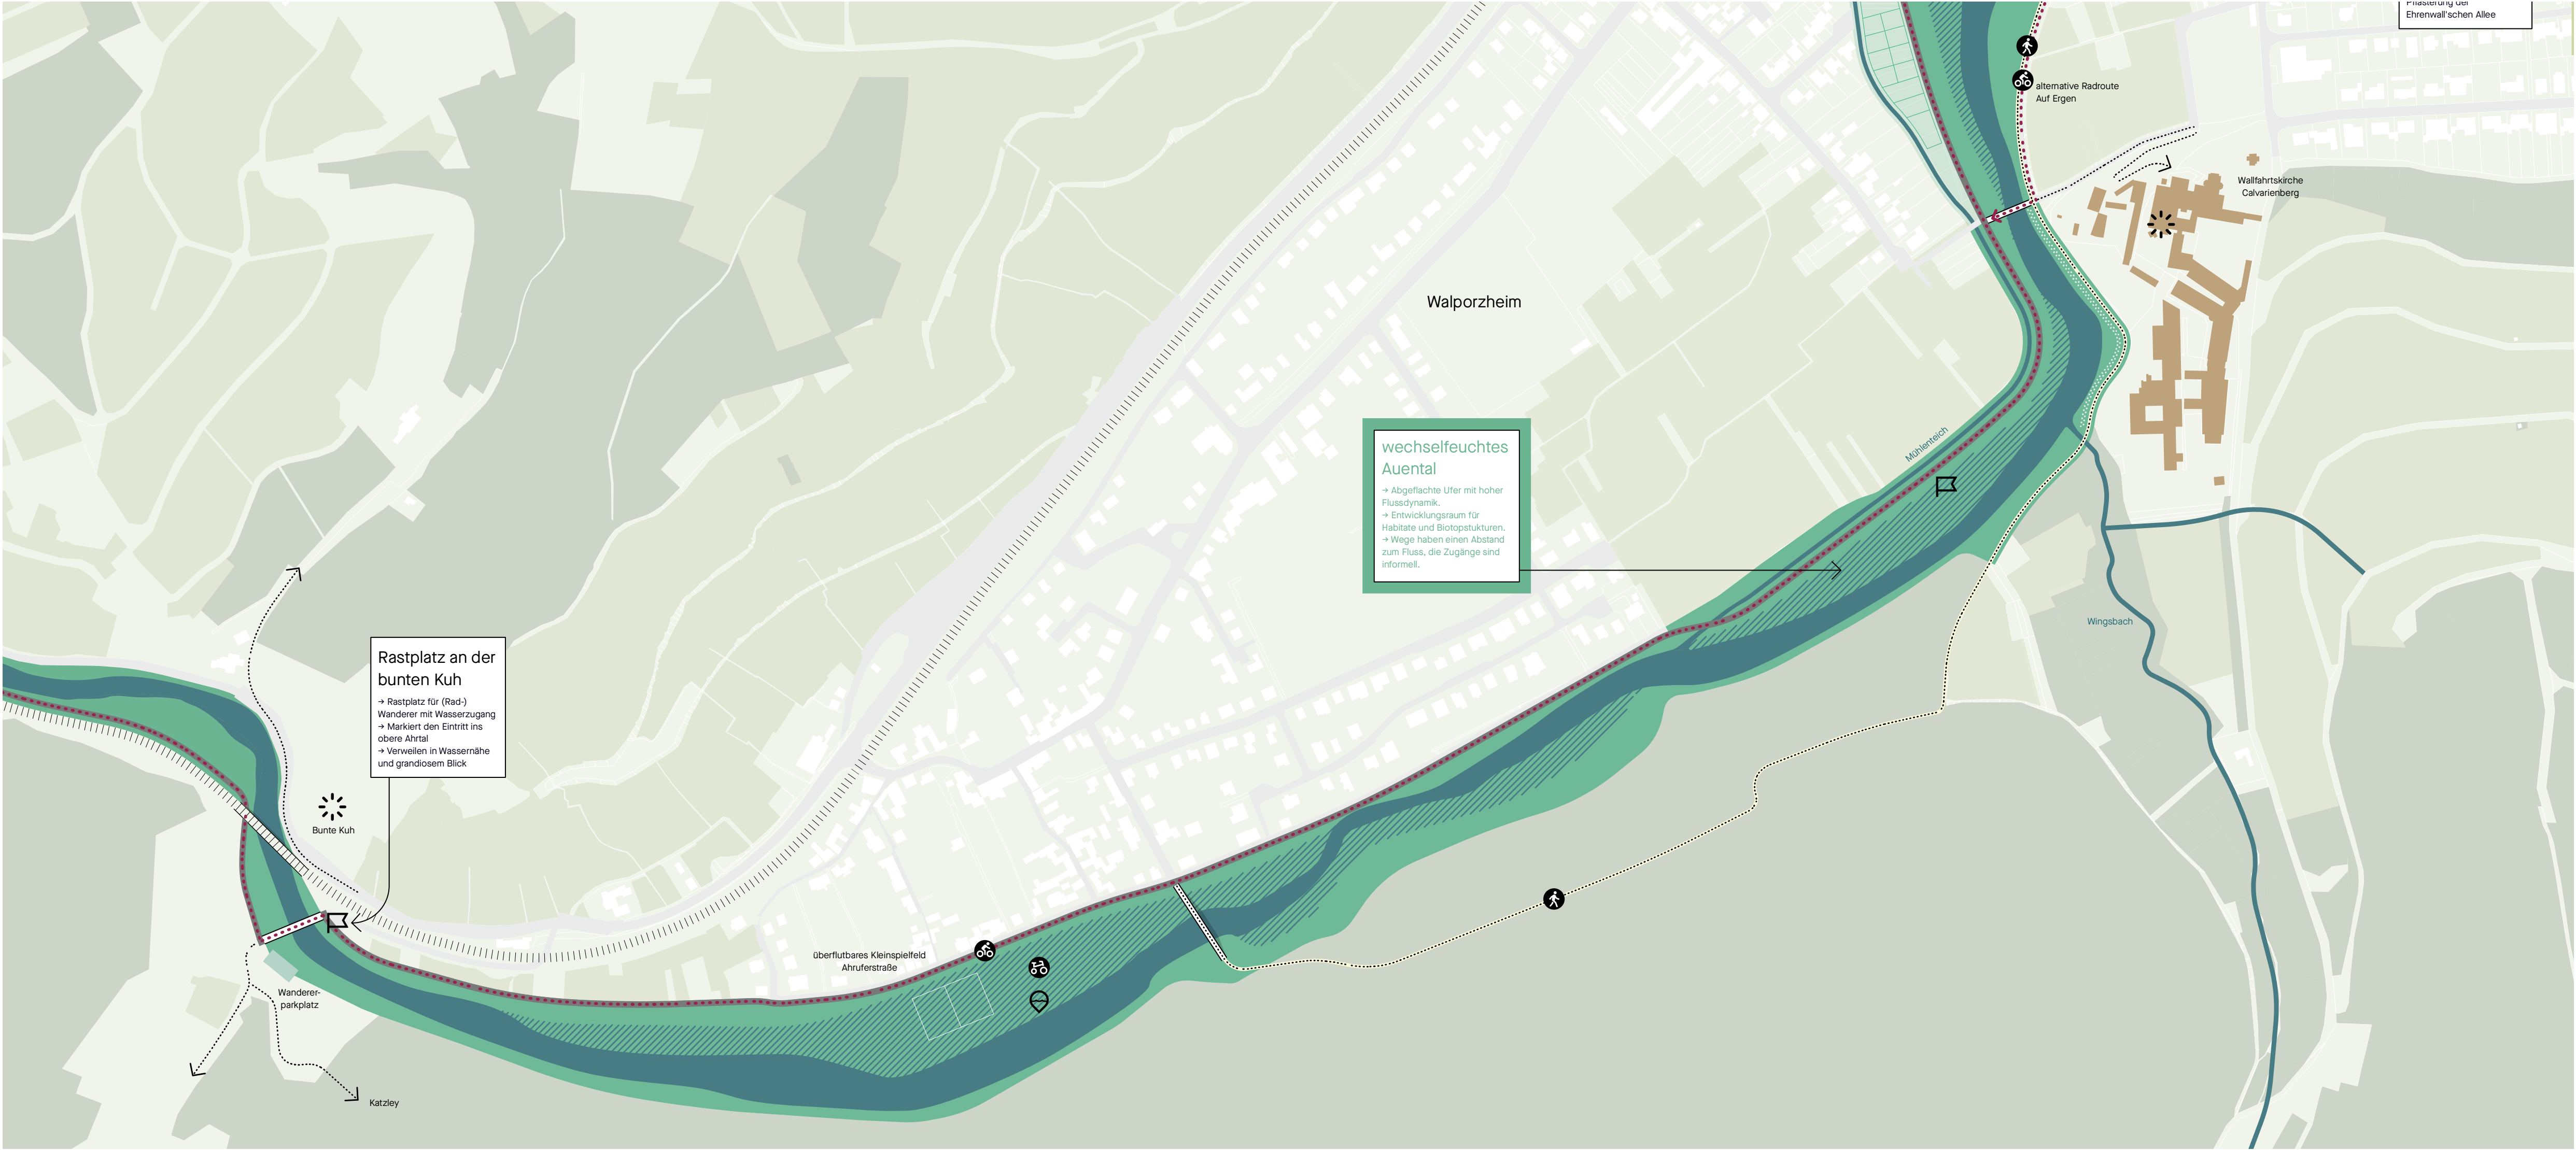 Pflasterung der
Ehrenwall'schen Allee
alternative Radroute
Auf Ergen
Wallfahrtskirche
Calvarienberg
Walporzheim
wechselfeuchtes
Auental
→ Abgeflachte Ufer mit hoher
Flussdynamik.
→ Entwicklungsraum für
Habitate und Biotopstukturen.
→ Wege haben einen Abstand
zum Fluss, die Zugänge sind
informell.
Mühlenteich
Wingsbach
Rastplatz an der
bunten Kuh
→ Rastplatz für (Rad-)
Wanderer mit Wasserzugang
→ Markiert den Eintritt ins
obere Ahrtal
→ Verweilen in Wassernähe
und grandiosem Blick
Bunte Kuh
überflutbares Kleinspielfeld
Ahruferstraße
Wanderer-
parkplatz
Katzley